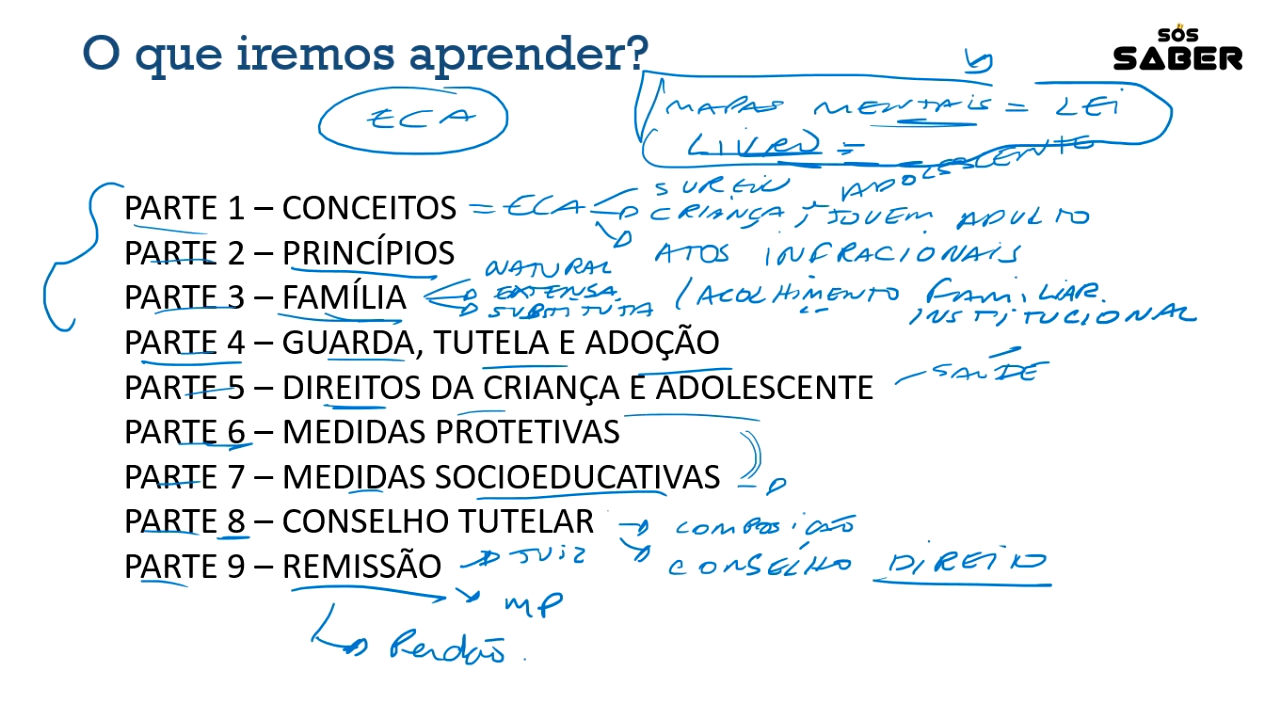 O que iremos aprender?
SÓS
SABER
ECA
MAPAS MENTAIS = LEI
LIVRO =
PARTE 1 – CONCEITOS = ECA
SUJEITO
CRIANÇA, ADOLESCENTE
JOVEM ADULTO
ATOS INFRACIONAIS
PARTE 2 – PRINCÍPIOS
PARTE 3 – FAMÍLIA
NATURAL
EXTENSA
SUBSTITUTA
ACOLHIMENTO FAMILIAR.
INSTITUCIONAL
PARTE 4 – GUARDA, TUTELA E ADOÇÃO
PARTE 5 – DIREITOS DA CRIANÇA E ADOLESCENTE SAÚDE
PARTE 6 – MEDIDAS PROTETIVAS
PARTE 7 – MEDIDAS SOCIOEDUCATIVAS
PARTE 8 – CONSELHO TUTELAR COMPOSIÇÃO
CONSELHO DIREITO
PARTE 9 – REMISSÃO JUIZ
MP
Perdão.